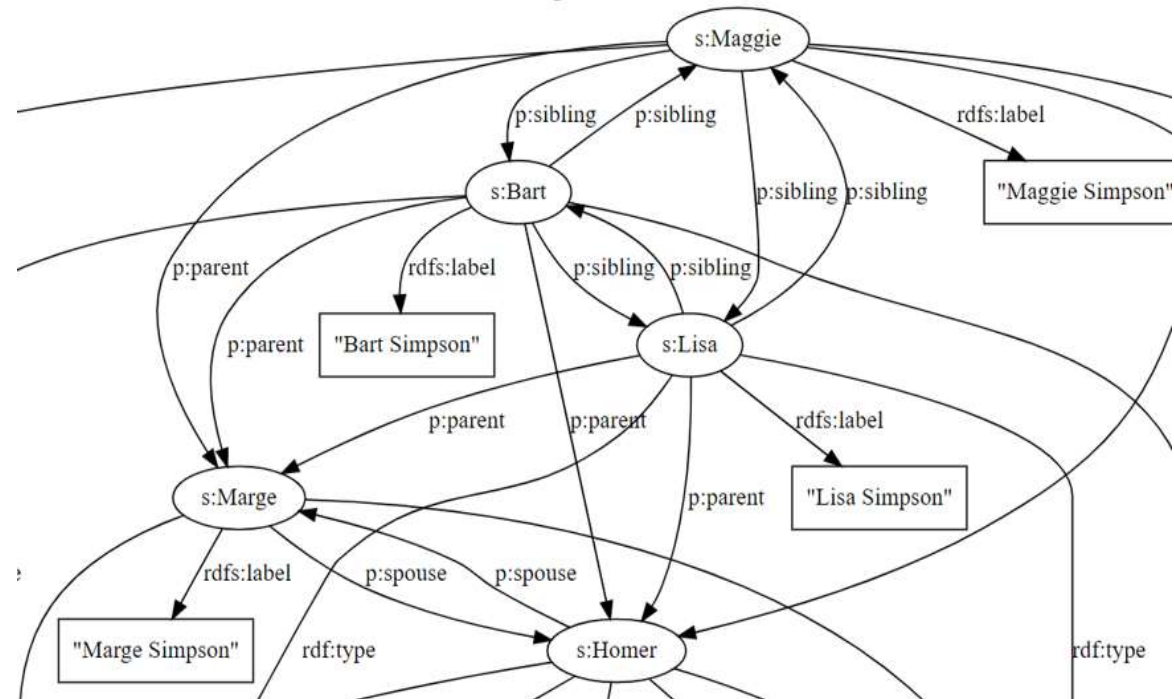 s:Maggie
p:sibling
p:sibling
rdfs:label
s:Bart
p:sibling
p:sibling
"Maggie Simpson"
p:parent
rdfs:label
p:sibling
p:sibling
p:parent
"Bart Simpson"
s:Lisa
p:parent
p:parent
rdfs:label
s:Marge
p:parent
"Lisa Simpson"
rdfs:label
p:spouse
p:spouse
"Marge Simpson"
rdf:type
s:Homer
rdf:type